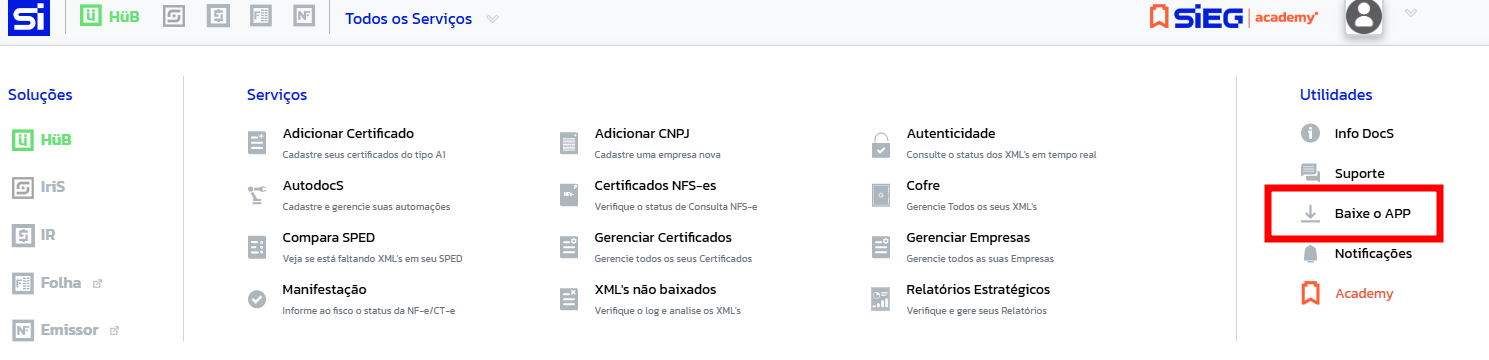 Si HüB Todos os Serviços SiEG academy
Soluções
HüB
IriS
IR
Folha
Emissor
Serviços
Adicionar Certificado
Cadastre seus certificados do tipo A1
Adicionar CNPJ
Cadastre uma empresa nova
Autenticidade
Consulte o status dos XML's em tempo real
AutodocS
Cadastre e gerencie suas automações
Certificados NFS-es
Verifique o status de Consulta NFS-e
Cofre
Gerencie Todos os seus XML's
Compara SPED
Veja se está faltando XML's em seu SPED
Gerenciar Certificados
Gerencie todos os seus Certificados
Gerenciar Empresas
Gerencie todos as suas Empresas
Manifestação
Informe ao fisco o status da NF-e/CT-e
XML's não baixados
Verifique o log e analise os XML's
Relatórios Estratégicos
Verifique e gere seus Relatórios
Utilidades
Info DocS
Suporte
Baixe o APP
Notificações
Academy